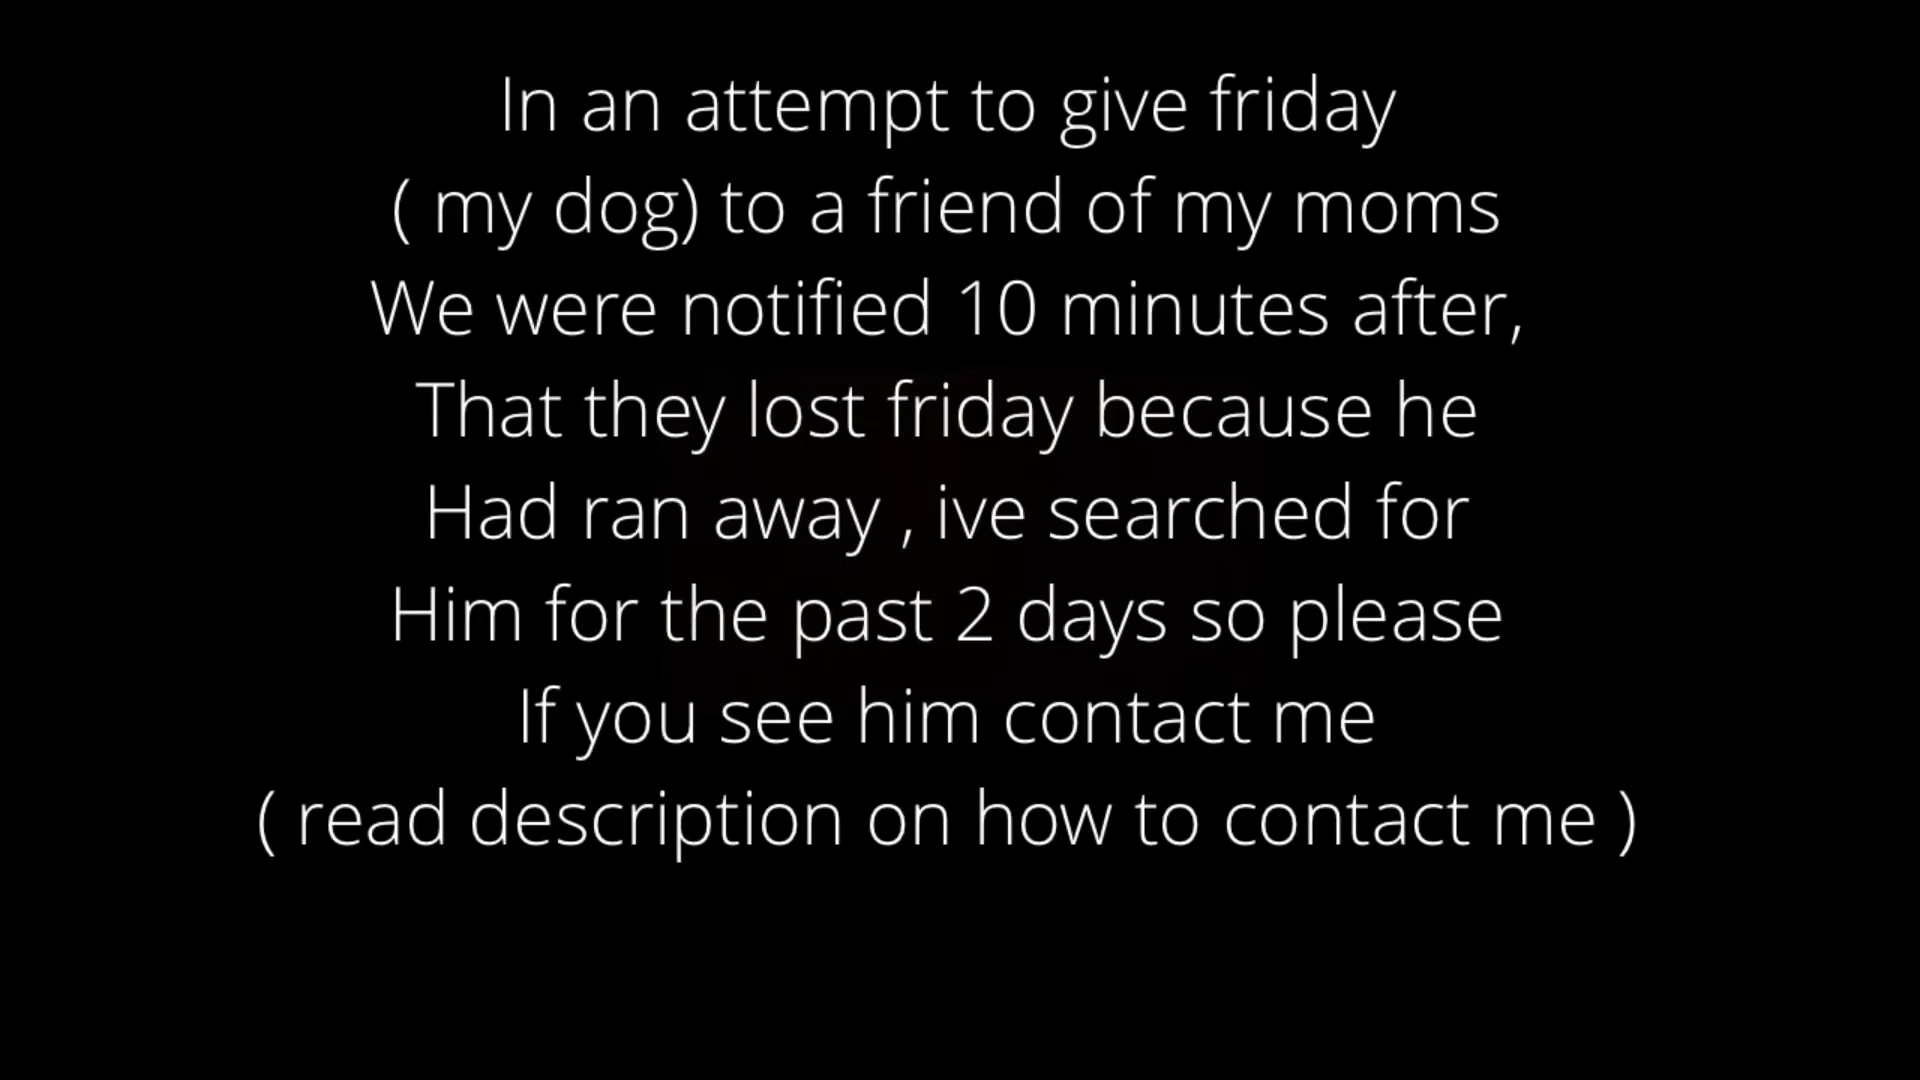 In an attempt to give friday
( my dog) to a friend of my moms
We were notified 10 minutes after,
That they lost friday because he
Had ran away , ive searched for
Him for the past 2 days so please
If you see him contact me
( read description on how to contact me )